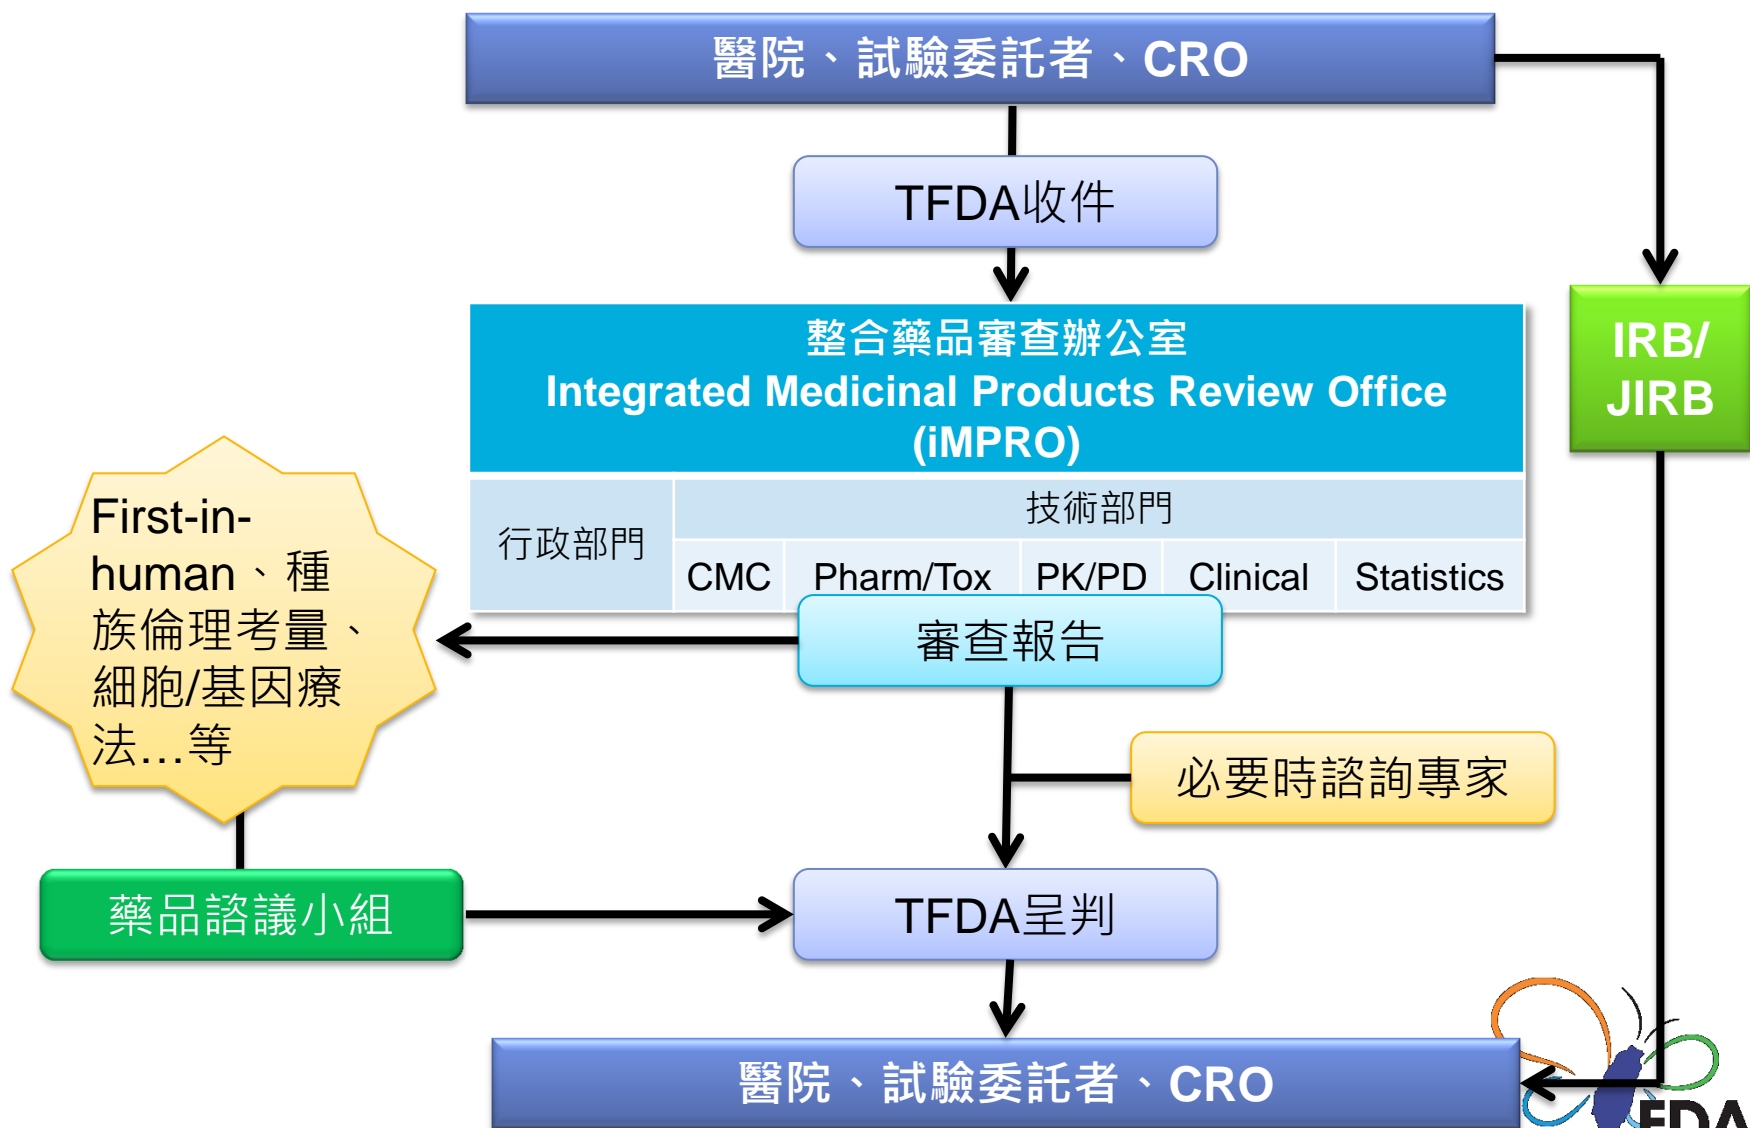 醫院、試驗委託者、CRO
TFDA收件
整合藥品審查辦公室
Integrated Medicinal Products Review Office
(iMPRO)
行政部門
技術部門
CMC
Pharm/Tox
PK/PD
Clinical
Statistics
IRB/
JIRB
First-in-
human、種
族倫理考量、
細胞/基因療
法…等
審查報告
必要時諮詢專家
藥品諮議小組
TFDA呈判
醫院、試驗委託者、CRO
FDA